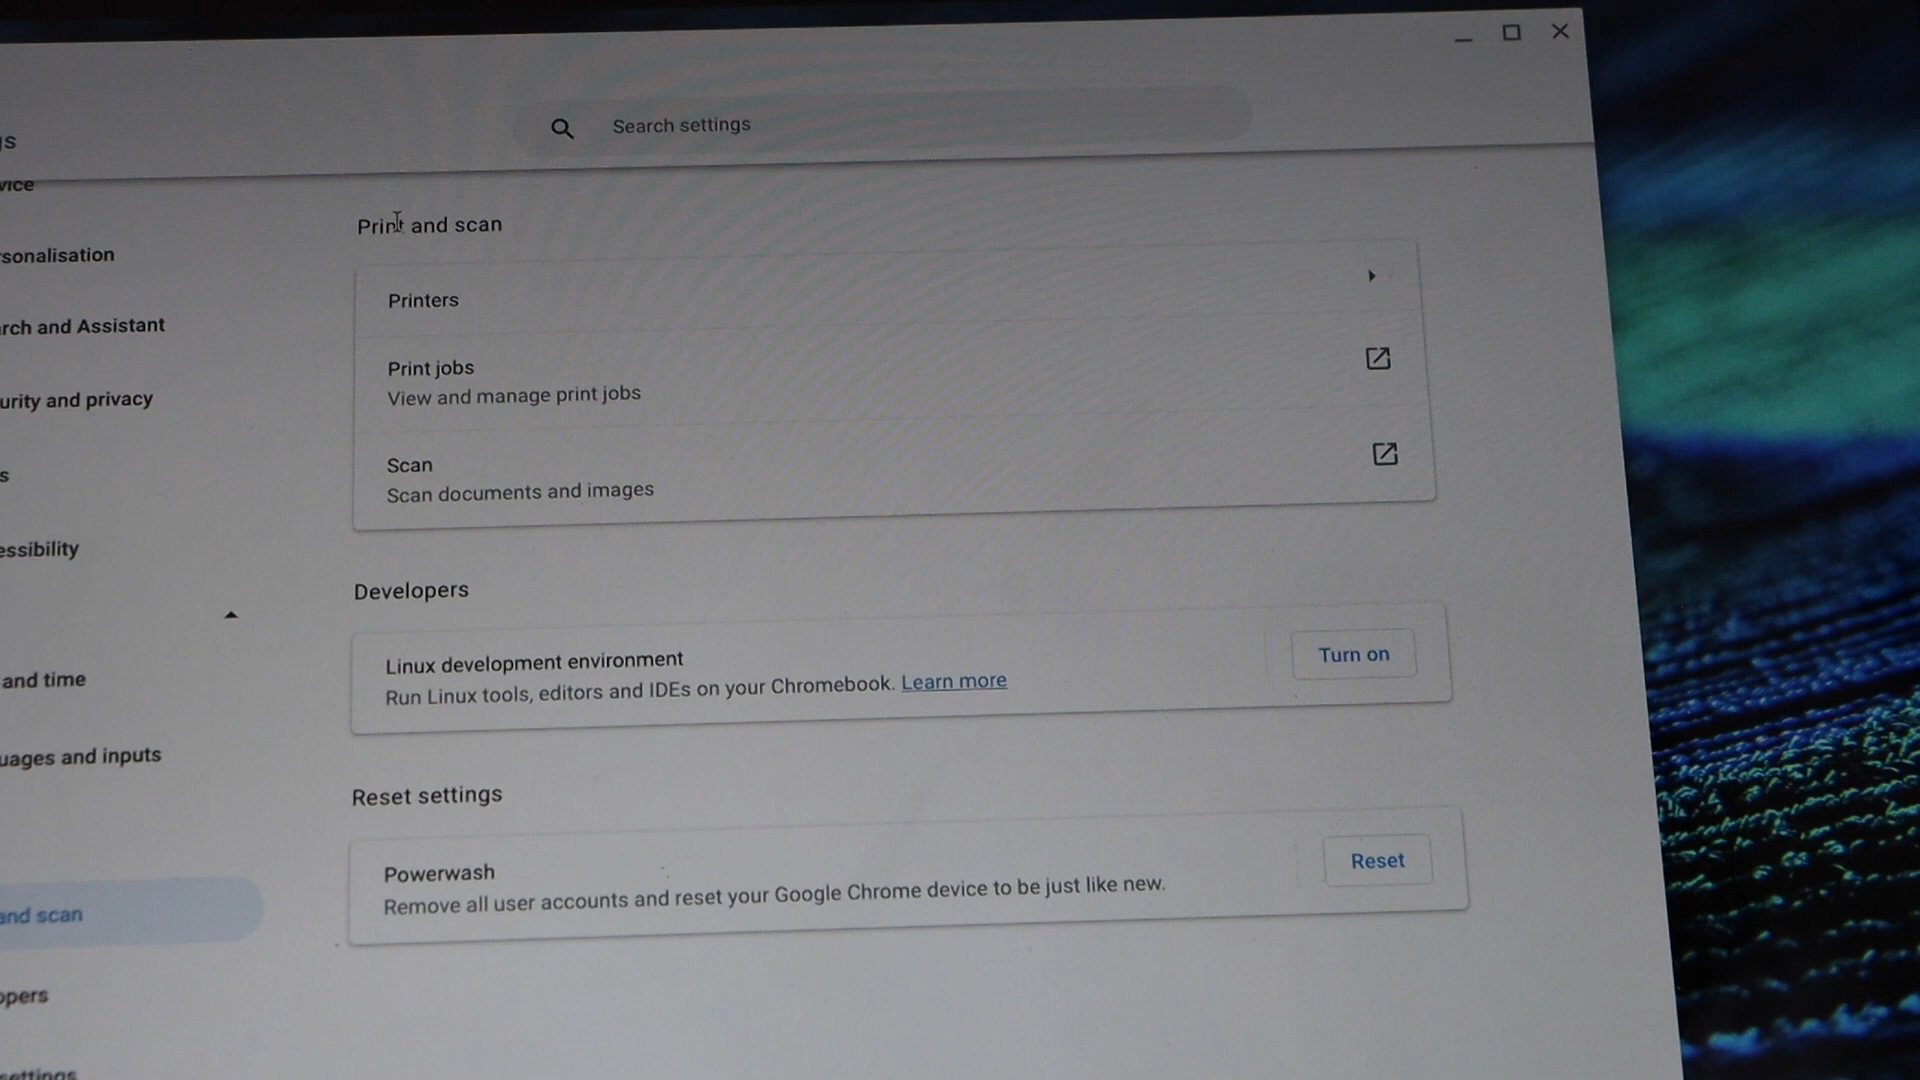 Search settings
Print and scan
Printers
Print jobs
View and manage print jobs
Scan
Scan documents and images
Developers
Linux development environment
Run Linux tools, editors and IDEs on your Chromebook. Learn more
Turn on
Reset settings
Powerwash
Remove all user accounts and reset your Google Chrome device to be just like new.
Reset
gs
vice
rsonalisation
arch and Assistant
urity and privacy
s
essibility
and time
uages and inputs
and scan
opers
settings